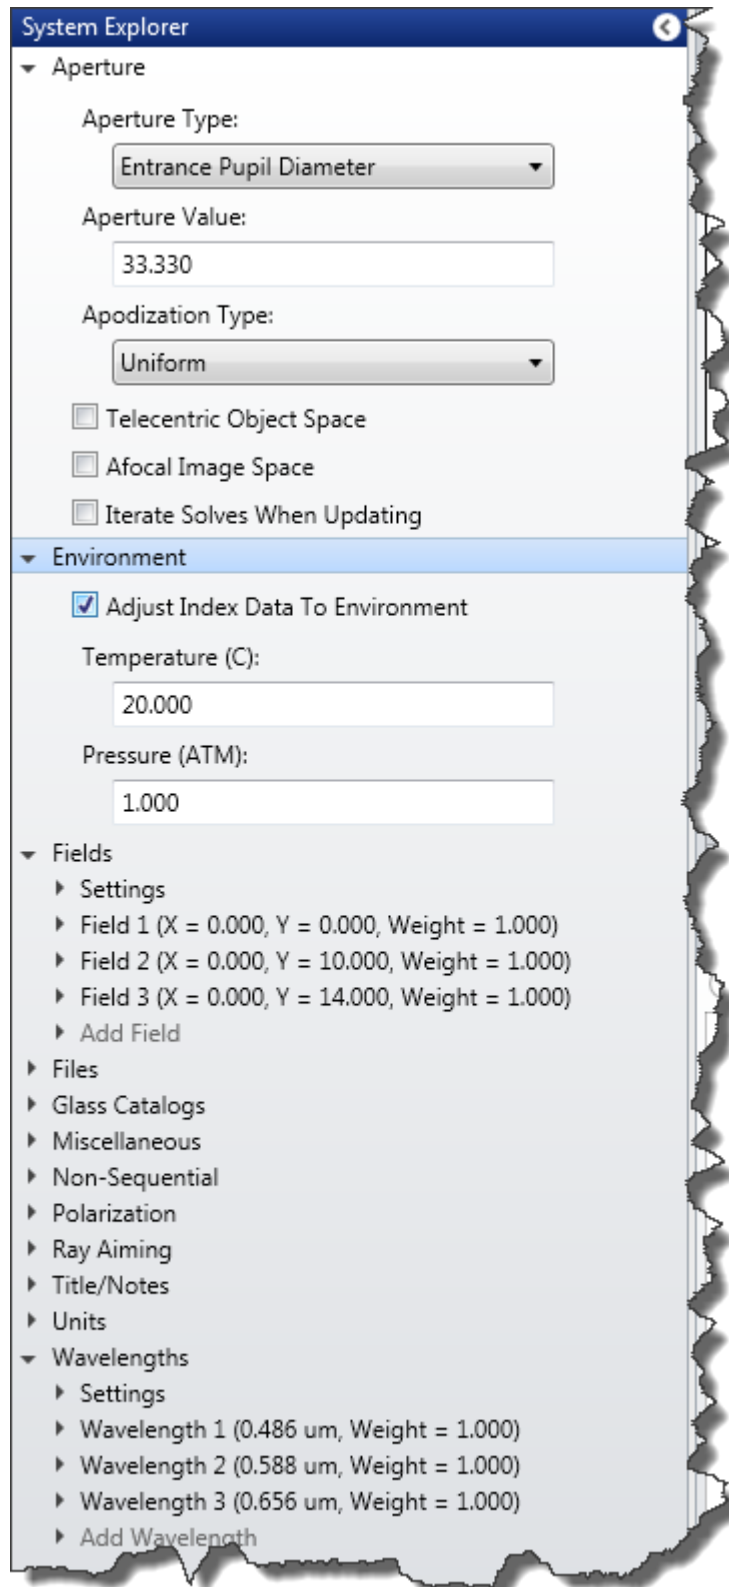 System Explorer
Aperture
Aperture Type:
Entrance Pupil Diameter
Aperture Value:
33.330
Apodization Type:
Uniform
Telecentric Object Space
Afocal Image Space
Iterate Solves When Updating
Environment
Adjust Index Data To Environment
Temperature (C):
20.000
Pressure (ATM):
1.000
Fields
Settings
Field 1 (X = 0.000, Y = 0.000, Weight = 1.000)
Field 2 (X = 0.000, Y = 10.000, Weight = 1.000)
Field 3 (X = 0.000, Y = 14.000, Weight = 1.000)
Add Field
Files
Glass Catalogs
Miscellaneous
Non-Sequential
Polarization
Ray Aiming
Title/Notes
Units
Wavelengths
Settings
Wavelength 1 (0.486 um, Weight = 1.000)
Wavelength 2 (0.588 um, Weight = 1.000)
Wavelength 3 (0.656 um, Weight = 1.000)
Add Wavelength